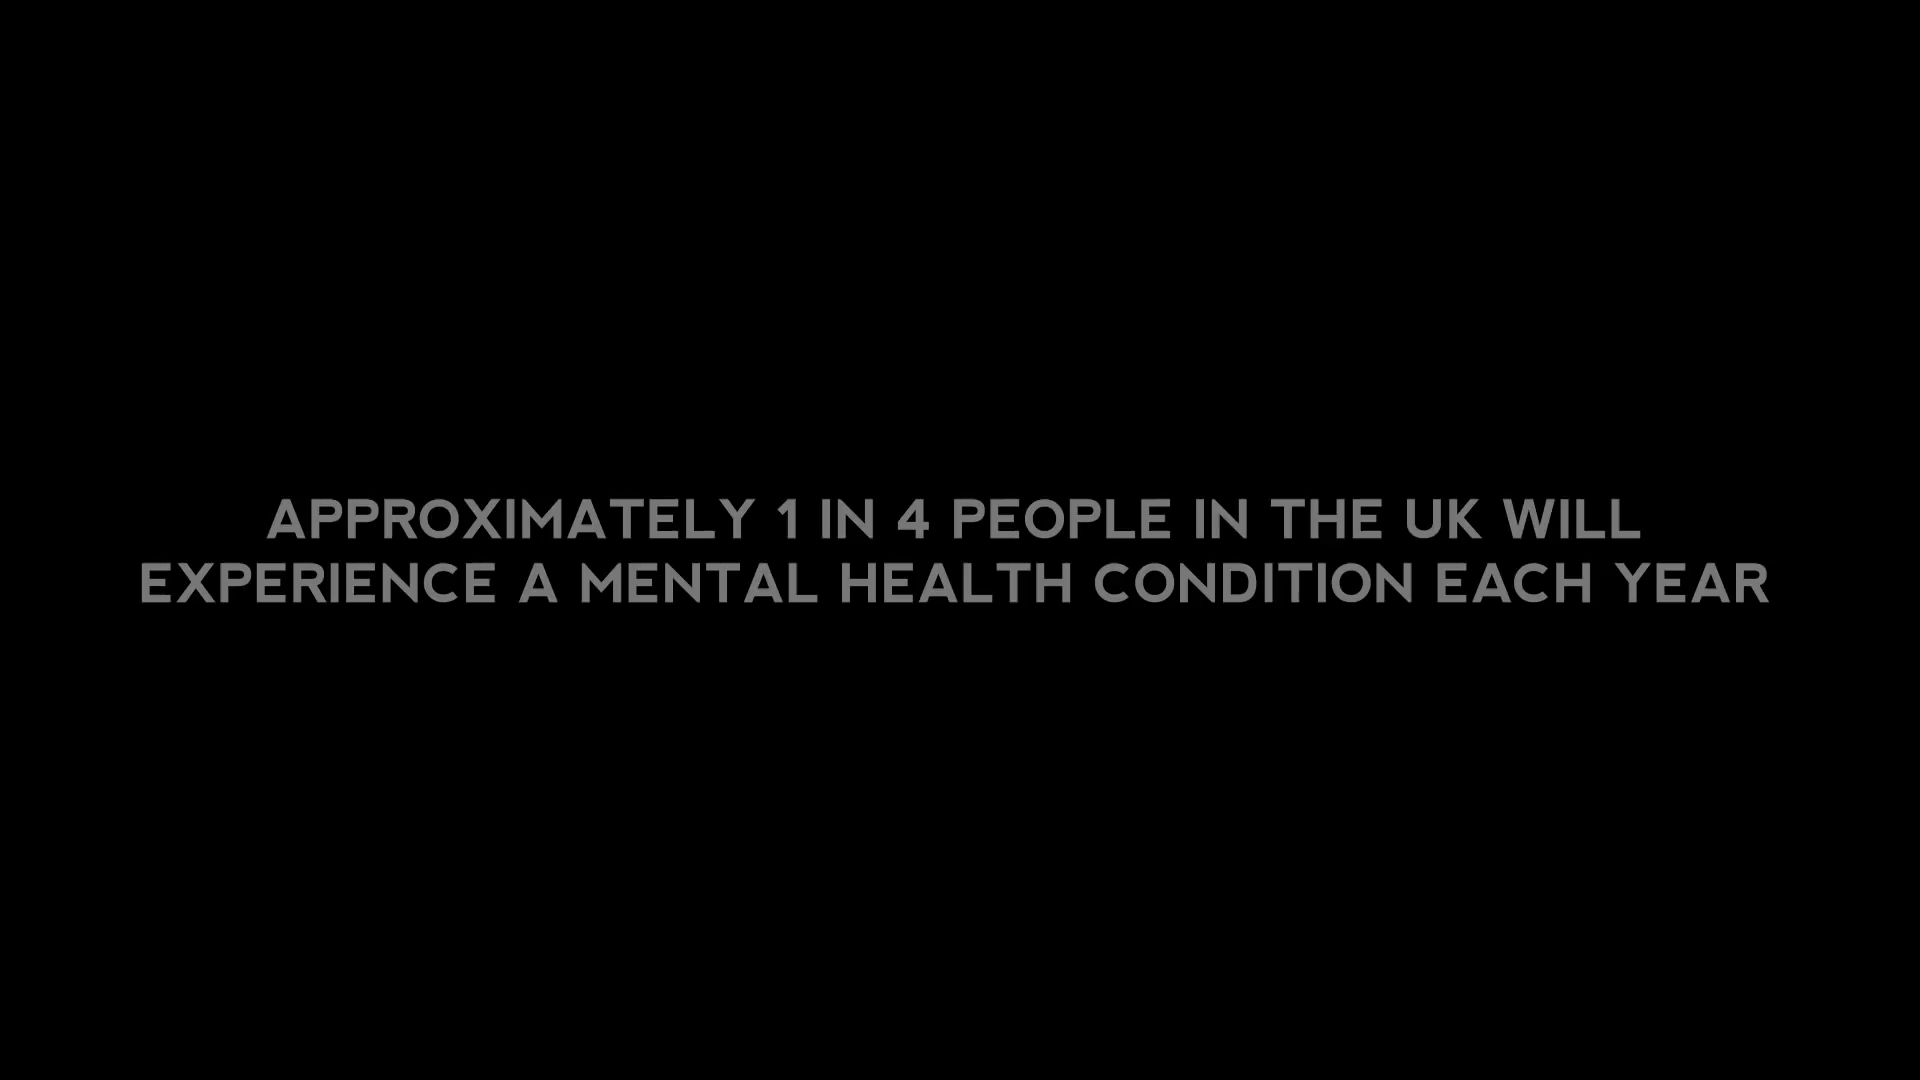 APPROXIMATELY 1 IN 4 PEOPLE IN THE UK WILL
EXPERIENCE A MENTAL HEALTH CONDITION EACH YEAR